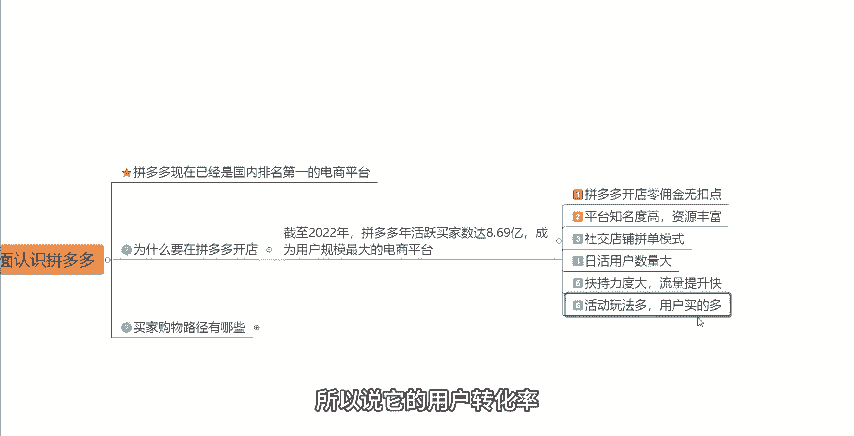 面认识拼多多
拼多多现在已经是国内排名第一的电商平台
为什么要在拼多多开店
截至2022年，拼多多年活跃买家数达8.69亿，成
为用户规模最大的电商平台
拼多多开店零佣金无扣点
平台知名度高，资源丰富
社交店铺拼单模式
日活用户数量大
扶持力度大，流量提升快
活动玩法多，用户买的多
买家购物路径有哪些
所以说它的用户转化率